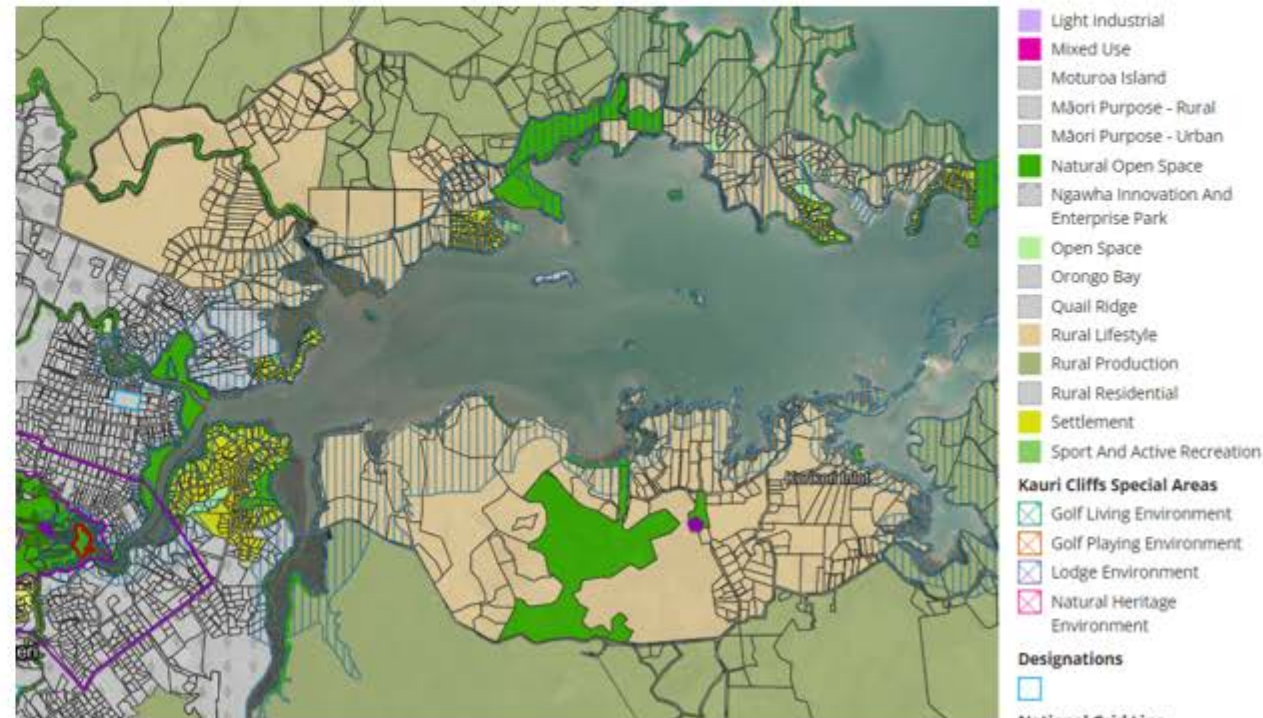 Light Industrial
Mixed Use
Moturoa Island
Māori Purpose - Rural
Māori Purpose - Urban
Natural Open Space
Ngawha Innovation And
Enterprise Park
Open Space
Orongo Bay
Quail Ridge
Rural Lifestyle
Rural Production
Rural Residential
Settlement
Sport And Active Recreation
Kauri Cliffs Special Areas
Golf Living Environment
Golf Playing Environment
Lodge Environment
Natural Heritage
Environment
Designations
eri